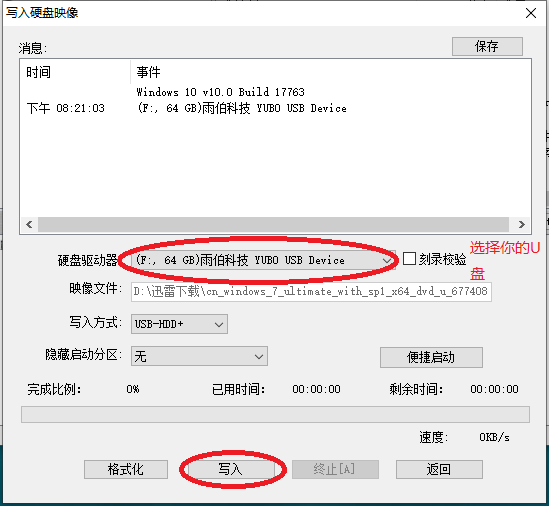 写入硬盘映像
消息:
保存
时间 事件
Windows 10 v10.0 Build 17763
下午 08:21:03 (F:, 64 GB)雨伯科技 YUBO USB Device
硬盘驱动器 (F:, 64 GB)雨伯科技 YUBO USB Device 刻录校验
选择你的U
盘
映像文件: D:\迅雷下载\cn_windows_7_ultimate_with_sp1_x64_dvd_u_677408
写入方式: USB-HDD+
隐藏启动分区: 无 便捷启动
完成比例: 0% 已用时间: 00:00:00 剩余时间: 00:00:00
速度: 0KB/s
格式化 写入 终止[A] 返回